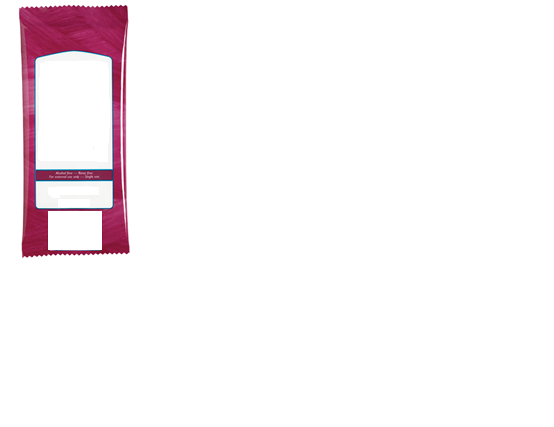 Alcohol free — Rinse free
For external use only — Single use